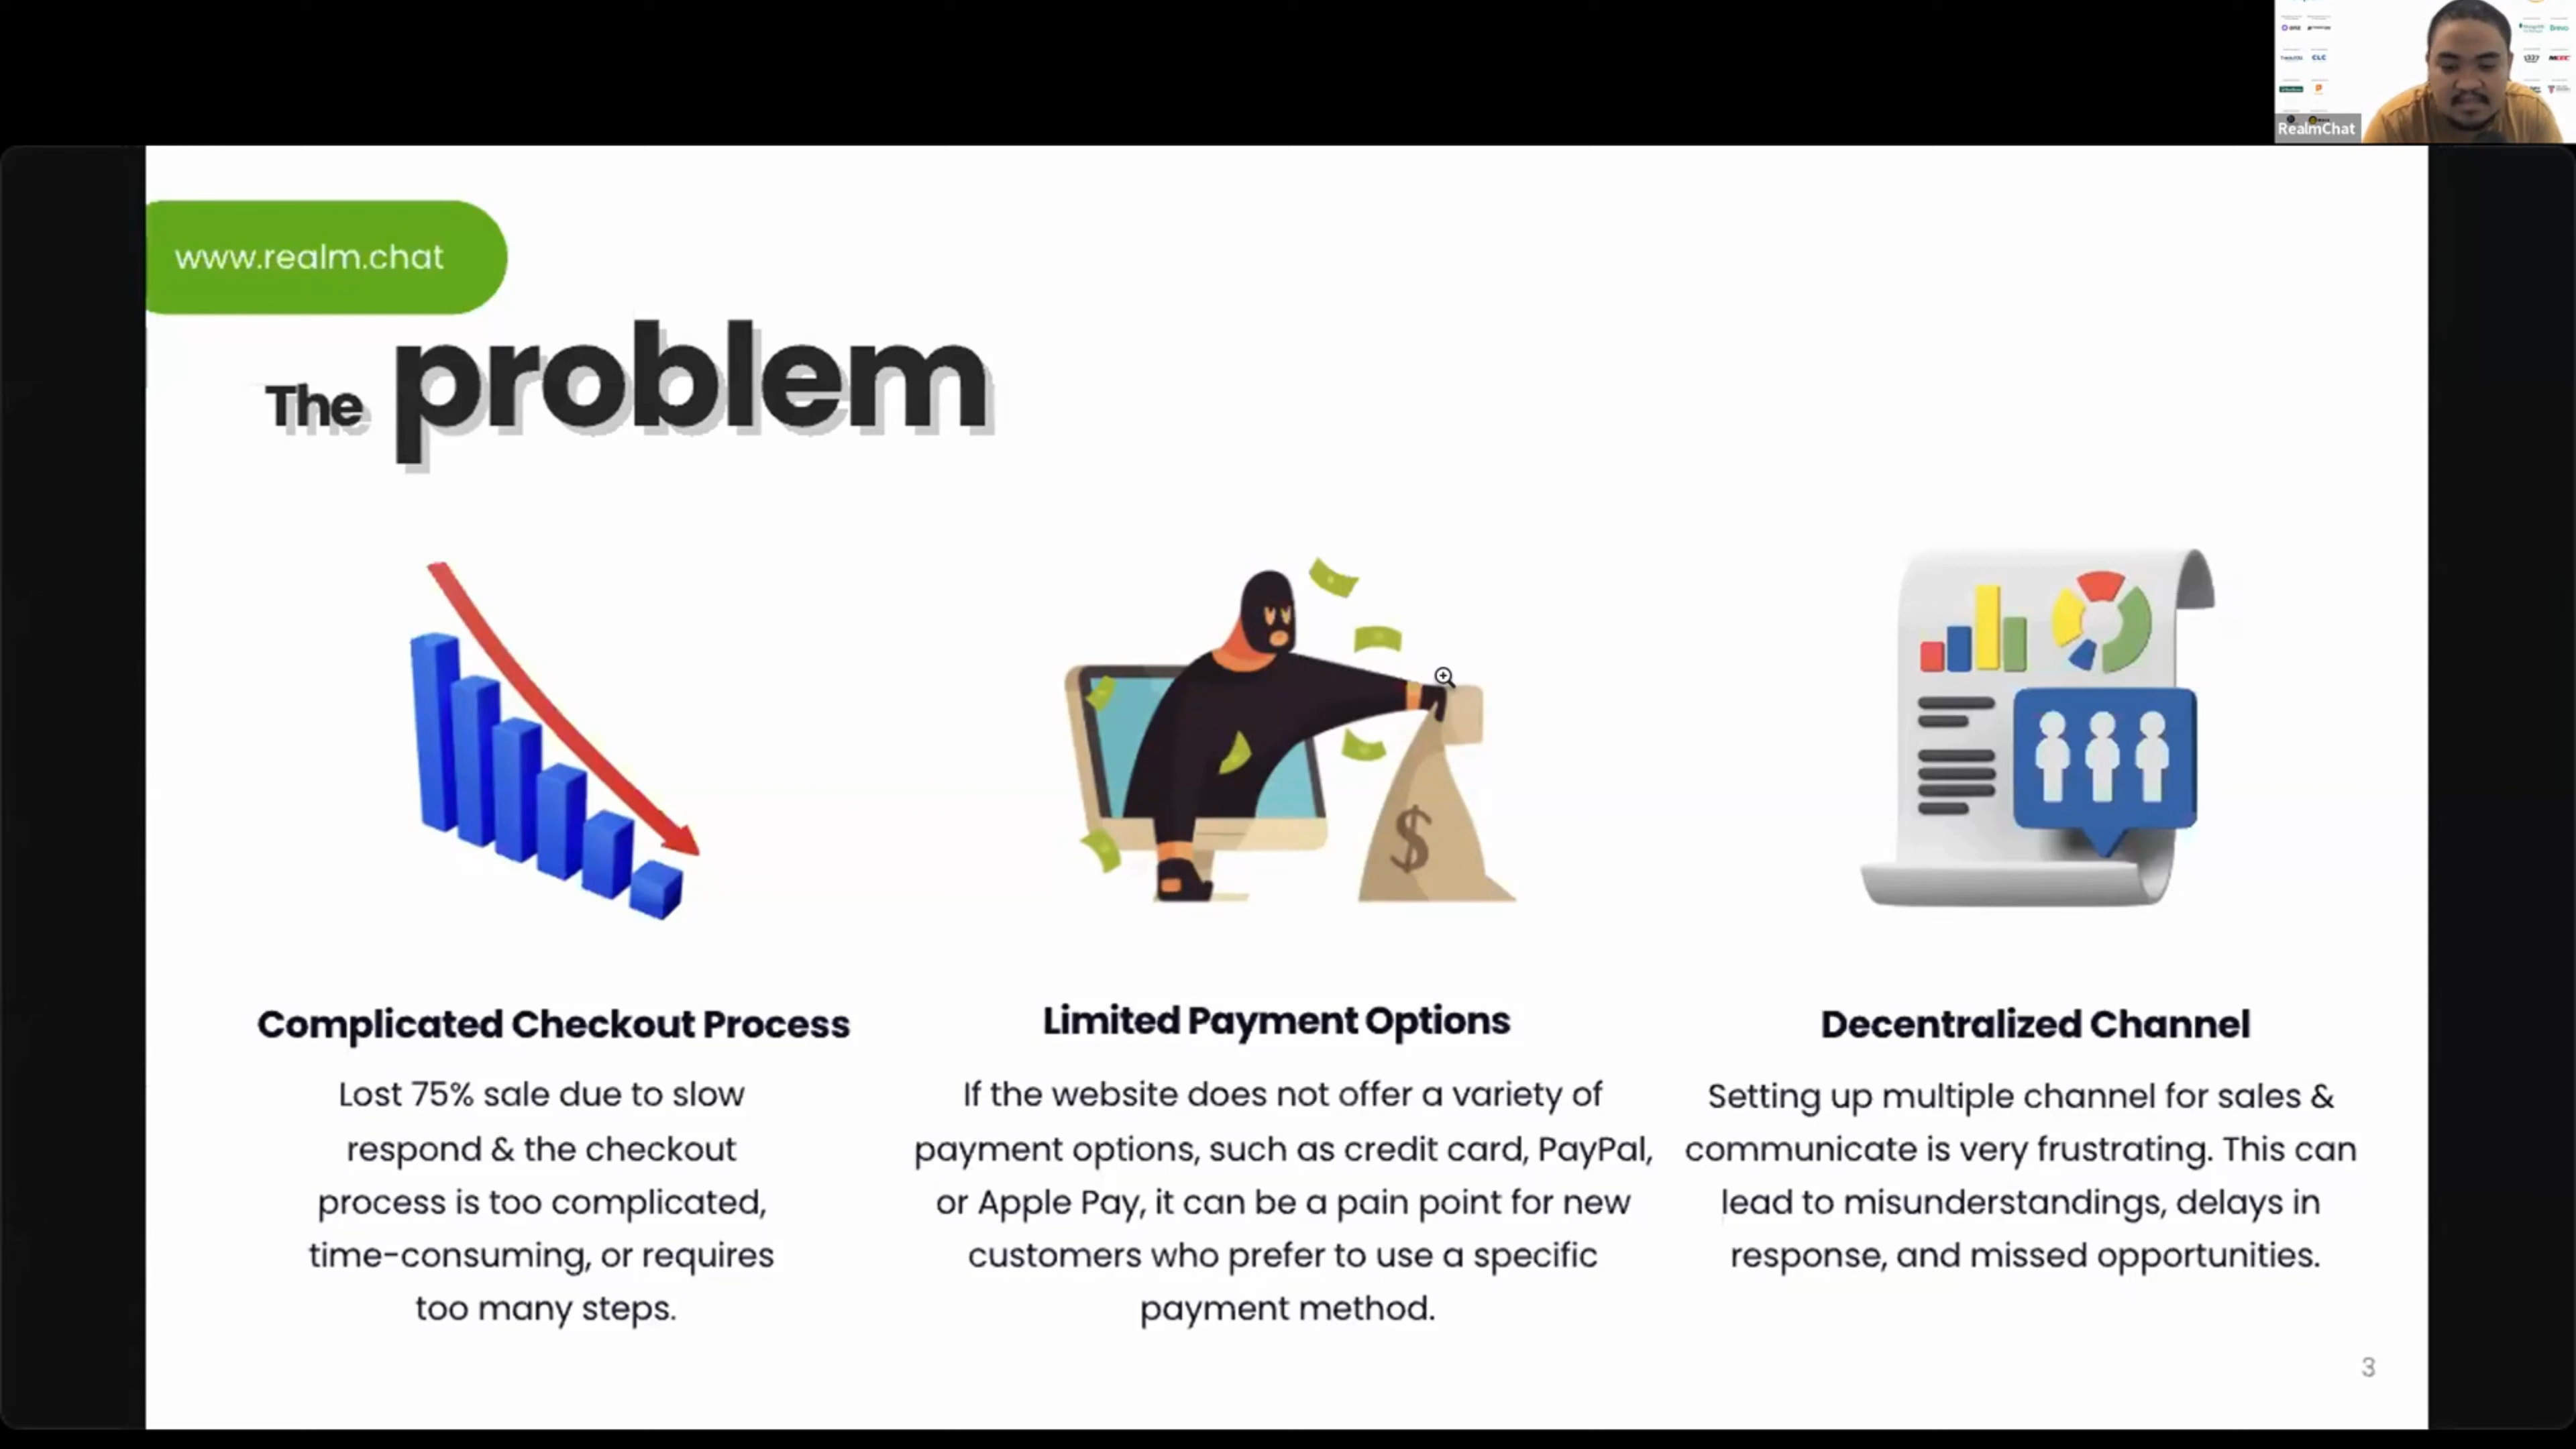 CLC
1337
RealmChat
www.realm.chat
The problem
$
Complicated Checkout Process
Lost 75% sale due to slow
respond & the checkout
process is too complicated,
time-consuming, or requires
too many steps.
Limited Payment Options
If the website does not offer a variety of
payment options, such as credit card, PayPal,
or Apple Pay, it can be a pain point for new
customers who prefer to use a specific
payment method.
Decentralized Channel
Setting up multiple channel for sales &
communicate is very frustrating. This can
lead to misunderstandings, delays in
response, and missed opportunities.
3